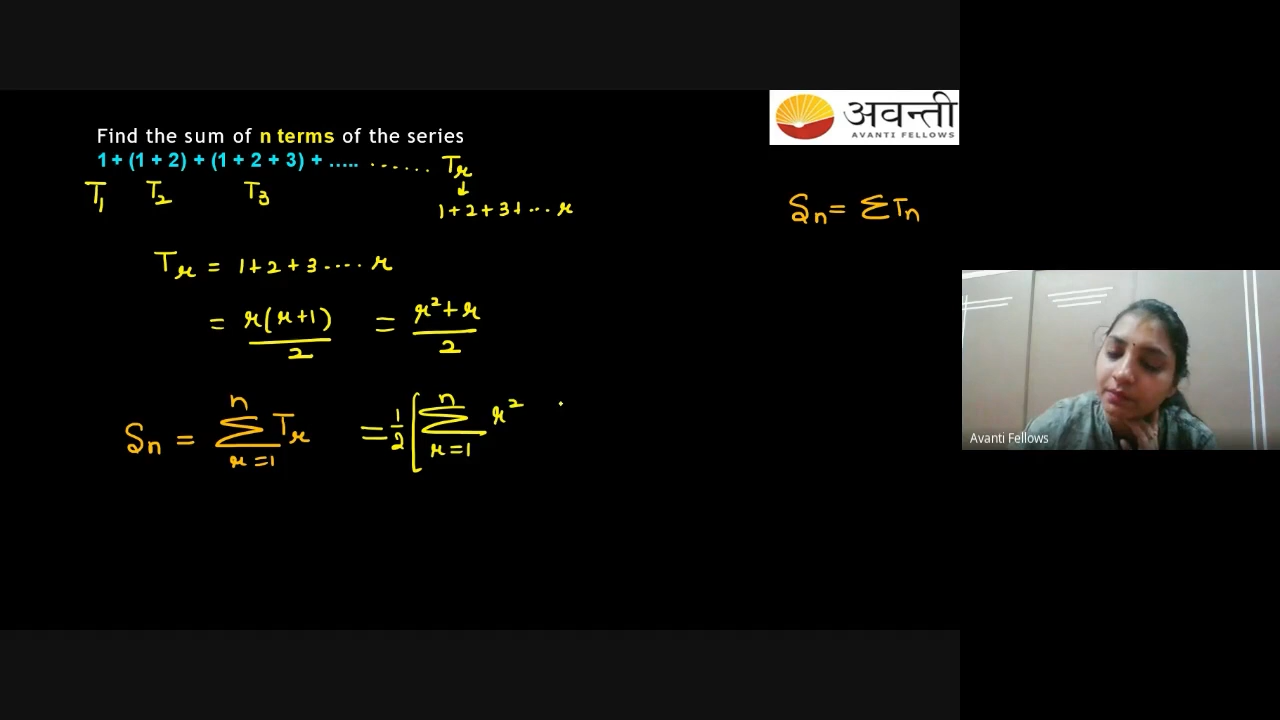 अवन्ती
AVANTI FELLOWS
Find the sum of n terms of the series
1 + (1 + 2) + (1 + 2 + 3) + ..... ...... Tr
T1 T2 T3
↓
1+2+3+...r
Sn = ΣTn
Tr = 1+2+3....r
= r(r+1)/2 = r²+r/2
Sn = n Σ r=1 Tr = 1/2 [ n Σ r=1 r²
Avanti Fellows